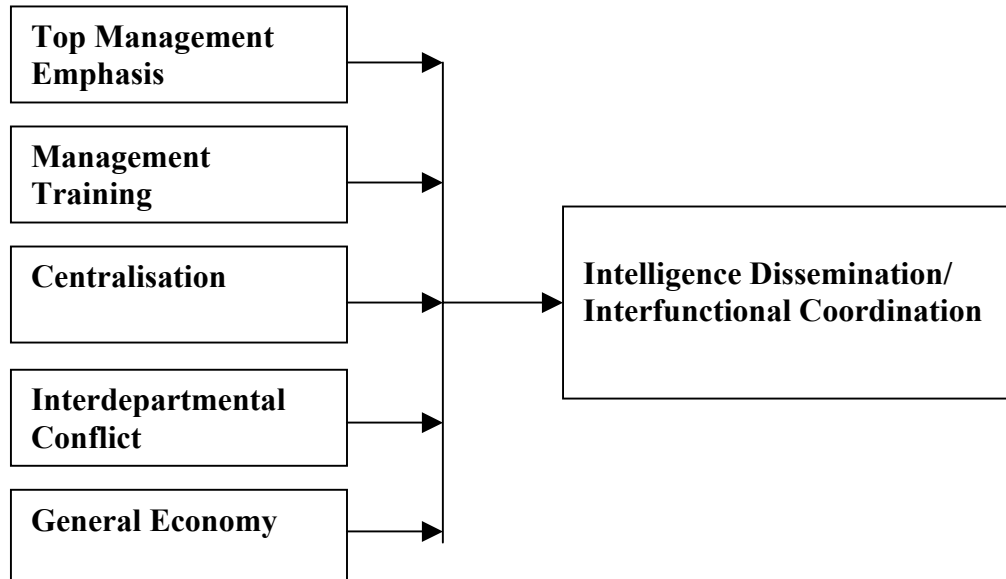 Top Management
Emphasis
Management
Training
Centralisation
Intelligence Dissemination/
Interfunctional Coordination
Interdepartmental
Conflict
General Economy